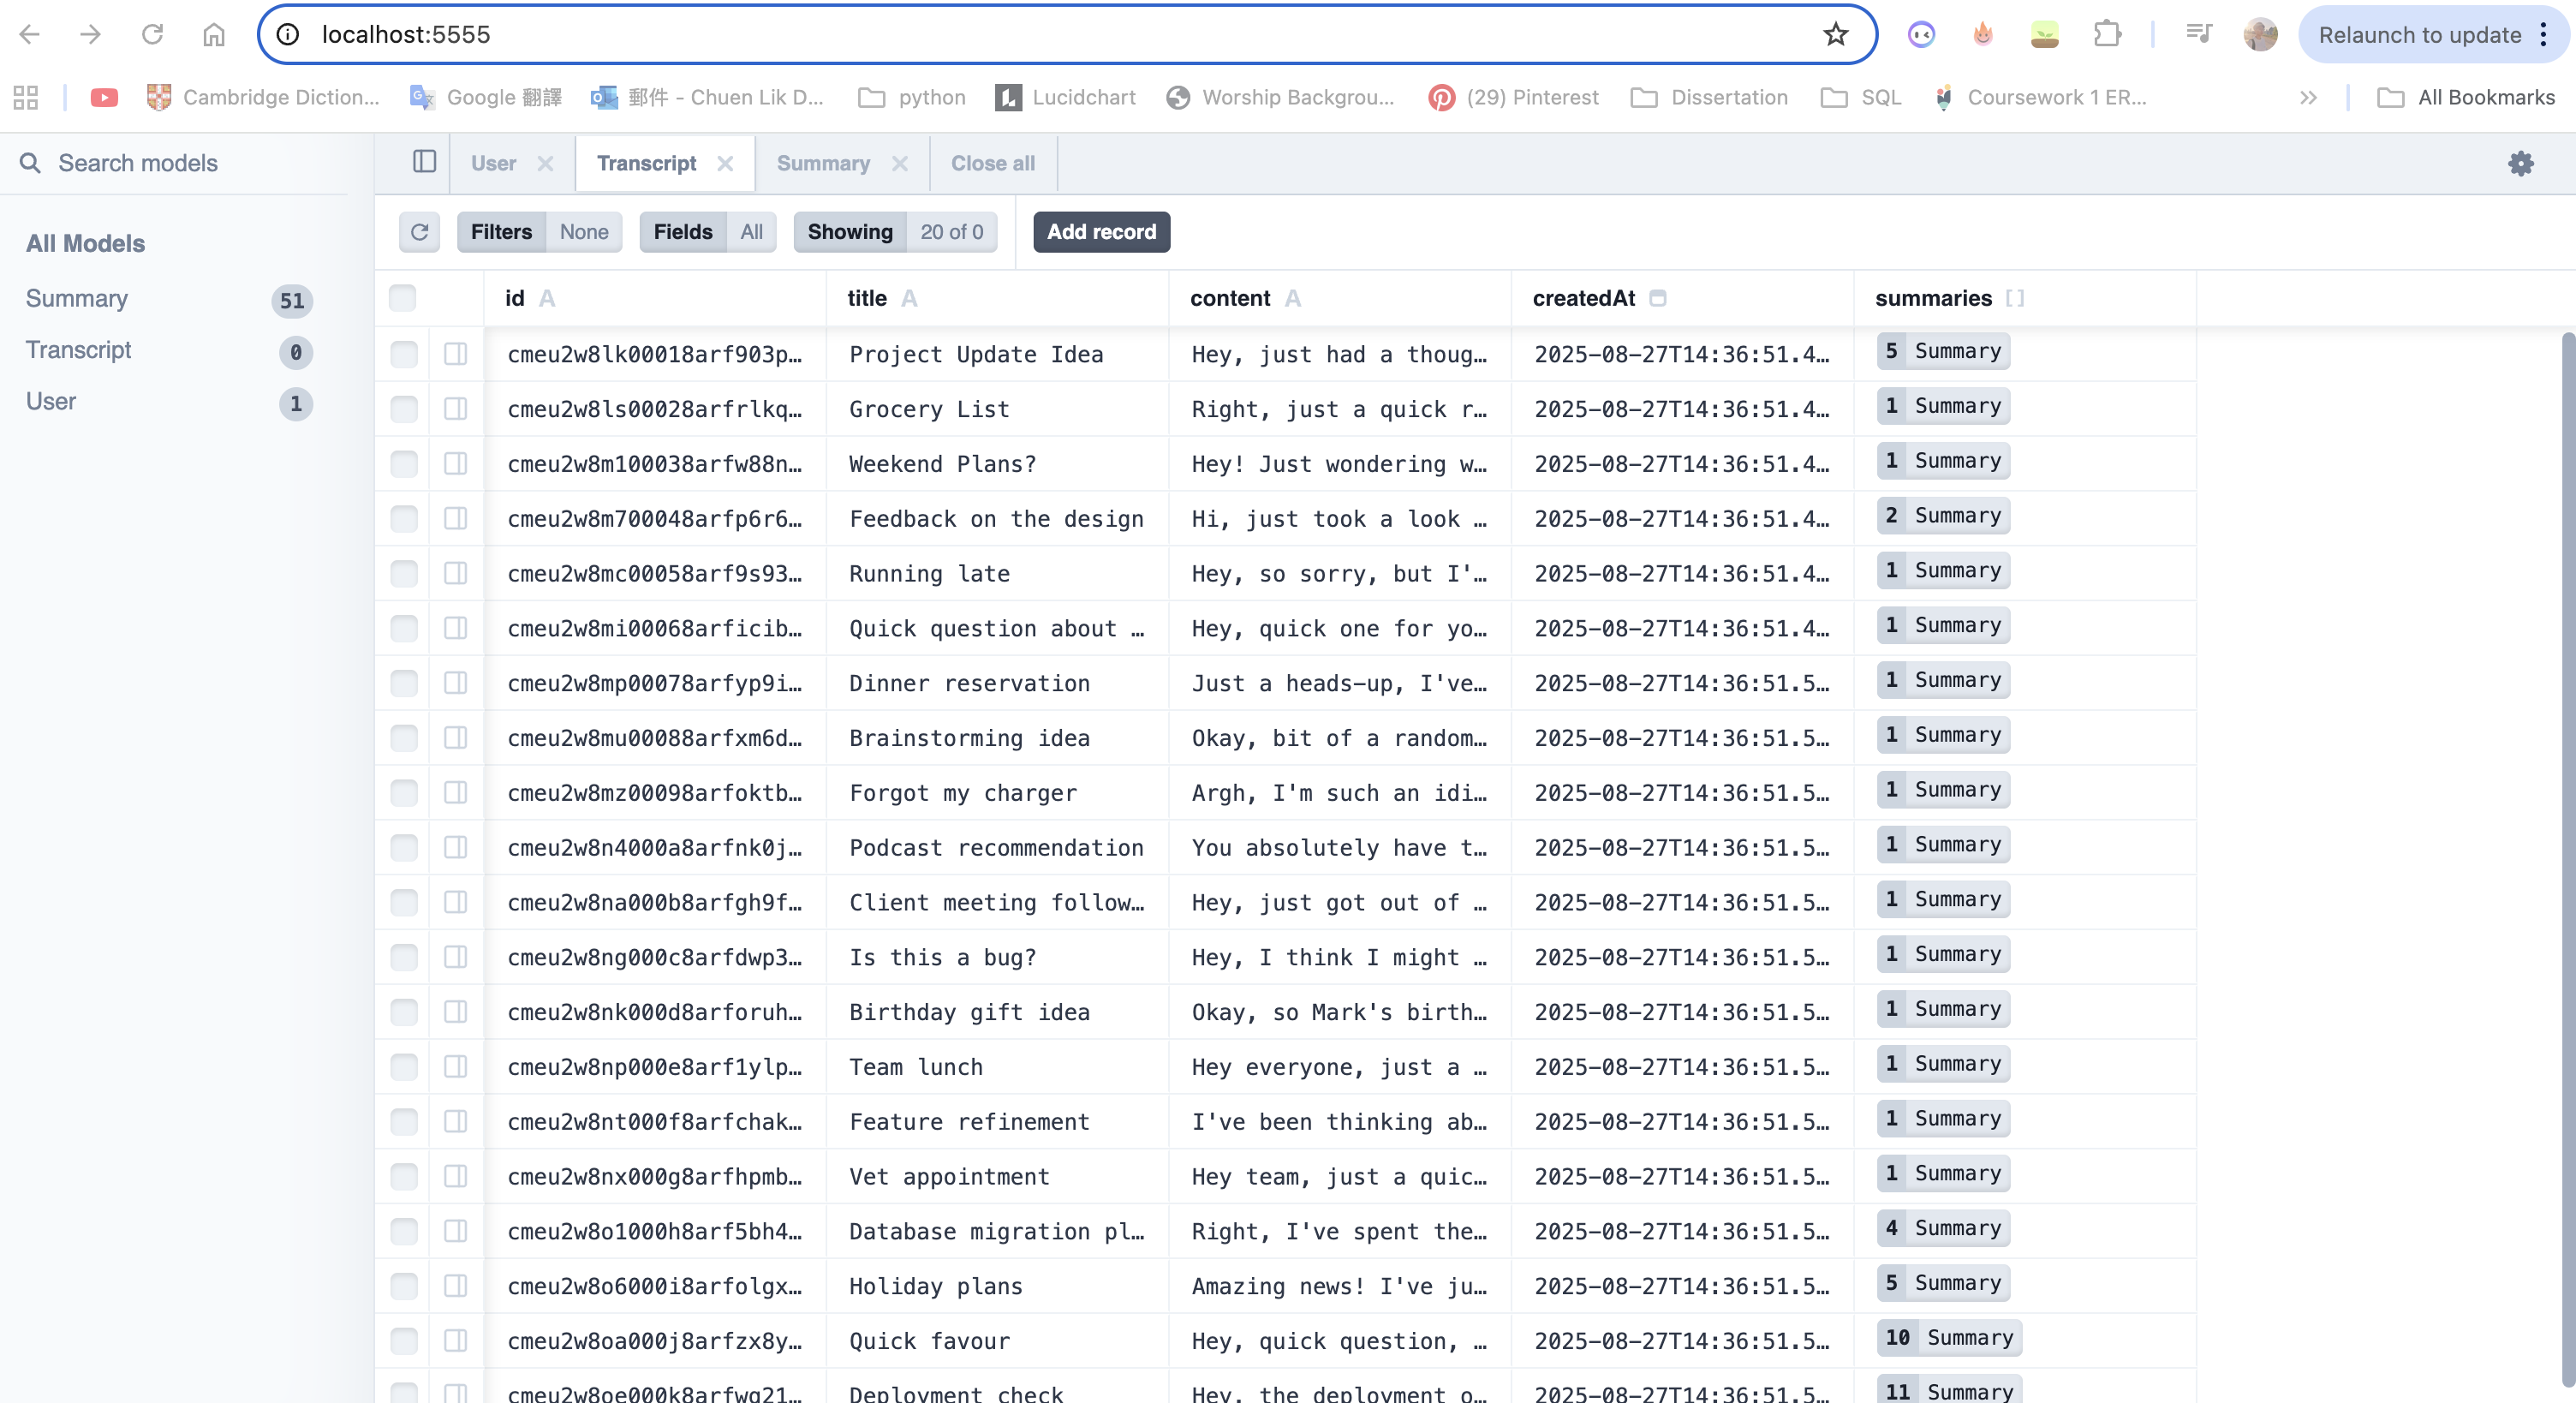 localhost:5555
Relaunch to update
Cambridge Diction...
Google 翻譯
郵件 - Chuen Lik D...
python
Lucidchart
Worship Backgrou...
(29) Pinterest
Dissertation
SQL
Coursework 1 ER...
All Bookmarks
Search models
User
Transcript
Summary
Close all
Filters None
Fields All
Showing 20 of 0
Add record
All Models
Summary 51
Transcript 0
User 1
id A title A content A createdAt summaries []
cmeu2w8lk00018arf903p… Project Update Idea Hey, just had a thoug… 2025-08-27T14:36:51.4… 5 Summary
cmeu2w8ls00028arfrlkq… Grocery List Right, just a quick r… 2025-08-27T14:36:51.4… 1 Summary
cmeu2w8m100038arfw88n… Weekend Plans? Hey! Just wondering w… 2025-08-27T14:36:51.4… 1 Summary
cmeu2w8m700048arfp6r6… Feedback on the design Hi, just took a look … 2025-08-27T14:36:51.4… 2 Summary
cmeu2w8mc00058arf9s93… Running late Hey, so sorry, but I'… 2025-08-27T14:36:51.4… 1 Summary
cmeu2w8mi00068arficib… Quick question about … Hey, quick one for yo… 2025-08-27T14:36:51.4… 1 Summary
cmeu2w8mp00078arfyp9i… Dinner reservation Just a heads-up, I've… 2025-08-27T14:36:51.5… 1 Summary
cmeu2w8mu00088arfxm6d… Brainstorming idea Okay, bit of a random… 2025-08-27T14:36:51.5… 1 Summary
cmeu2w8mz00098arfoktb… Forgot my charger Argh, I'm such an idi… 2025-08-27T14:36:51.5… 1 Summary
cmeu2w8n4000a8arfnk0j… Podcast recommendation You absolutely have t… 2025-08-27T14:36:51.5… 1 Summary
cmeu2w8na000b8arfgh9f… Client meeting follow… Hey, just got out of … 2025-08-27T14:36:51.5… 1 Summary
cmeu2w8ng000c8arfdwp3… Is this a bug? Hey, I think I might … 2025-08-27T14:36:51.5… 1 Summary
cmeu2w8nk000d8arforuh… Birthday gift idea Okay, so Mark's birth… 2025-08-27T14:36:51.5… 1 Summary
cmeu2w8np000e8arf1ylp… Team lunch Hey everyone, just a … 2025-08-27T14:36:51.5… 1 Summary
cmeu2w8nt000f8arfchak… Feature refinement I've been thinking ab… 2025-08-27T14:36:51.5… 1 Summary
cmeu2w8nx000g8arfhpmb… Vet appointment Hey team, just a quic… 2025-08-27T14:36:51.5… 1 Summary
cmeu2w8o1000h8arf5bh4… Database migration pl… Right, I've spent the… 2025-08-27T14:36:51.5… 4 Summary
cmeu2w8o6000i8arfolgx… Holiday plans Amazing news! I've ju… 2025-08-27T14:36:51.5… 5 Summary
cmeu2w8oa000j8arfzx8y… Quick favour Hey, quick question, … 2025-08-27T14:36:51.5… 10 Summary
cmeu2w8oe000k8arfwg21… Deployment check Hey, the deployment o… 2025-08-27T14:36:51.5… 11 Summary